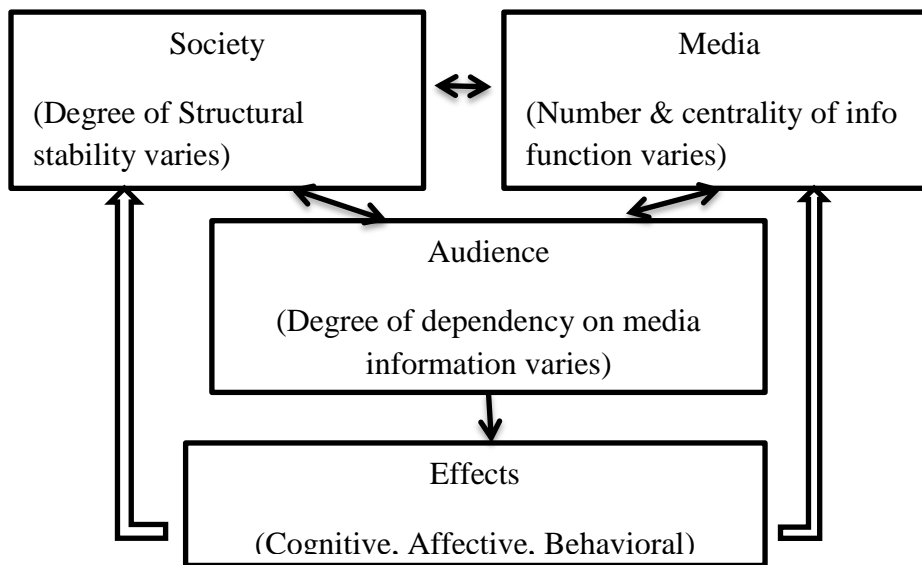 Society
(Degree of Structural
stability varies)
Media
(Number & centrality of info
function varies)
Audience
(Degree of dependency on media
information varies)
Effects
(Cognitive, Affective, Behavioral)